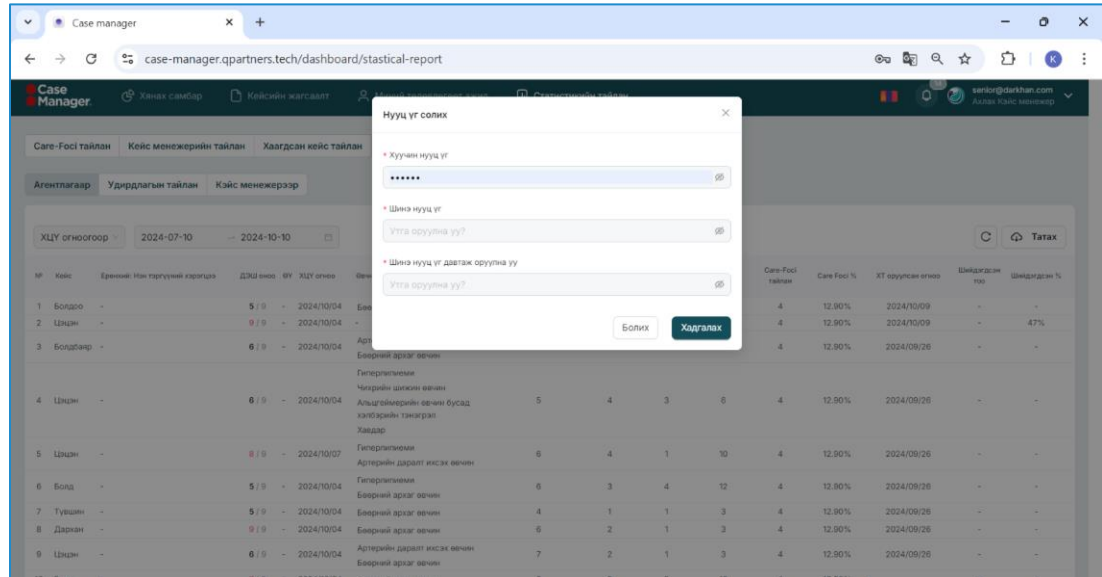 Case manager
case-manager.qpartners.tech/dashboard/stastical-report
K
Case Manager.
Хянах самбар
Кейсийн жагсаалт
Статистикийн тайлан
senior@darkhan.com
Ахлах Кэйс менежер
Care-Foci тайлан
Кейс менежерийн тайлан
Хаагдсан кейс тайлан
Агентлагаар
Удирдлагын тайлан
Кэйс менежерээр
Нууц үг солих
* Хуучин нууц үг
••••••
* Шинэ нууц үг
Утга оруулна уу?
* Шинэ нууц үг давтаж оруулна уу
Утга оруулна уу?
Болих
Хадгалах
ХЦҮ огноогоор
2024-07-10
2024-10-10
Татах
№ Кейс ХЦҮ огноо Care-Foci тайлан Care Foci % ХТ оруулсан огноо Шийдэгдсэн тоо Шийдэгдсэн %
1 Болдоо - 5 / 9 - 2024/10/04 4 12.90% 2024/10/09 - -
2 Цэцэн - 9 / 9 - 2024/10/04 - 4 12.90% 2024/10/09 - 47%
3 Болдбаяр - 6 / 9 - 2024/10/04 4 12.90% 2024/09/26 - -
Бөөрний архаг өвчин
Гиперлипиеми
Чихрийн шижин өвчин
4 Цэцэн - 6 / 9 - 2024/10/04 Альцгеймерийн өвчин бусад 5 4 3 6 4 12.90% 2024/09/26 - -
хэлбэрийн тэнэгрэл
Хавдар
Гиперлипиеми
5 Цэцэн - 8 / 9 - 2024/10/07 6 4 1 10 4 12.90% 2024/09/26 - -
Артерийн даралт ихсэх өвчин
Гиперлипиеми
6 Болд - 5 / 9 - 2024/10/04 6 3 4 12 4 12.90% 2024/09/26 - -
Бөөрний архаг өвчин
7 Түвшин - 5 / 9 - 2024/10/04 Бөөрний архаг өвчин 4 1 1 3 4 12.90% 2024/09/26 - -
8 Дархан - 9 / 9 - 2024/10/04 Бөөрний архаг өвчин 6 2 1 3 4 12.90% 2024/09/26 - -
Артерийн даралт ихсэх өвчин
9 Цэцэн - 6 / 9 - 2024/10/04 7 2 1 3 4 12.90% 2024/09/26 - -
Бөөрний архаг өвчин